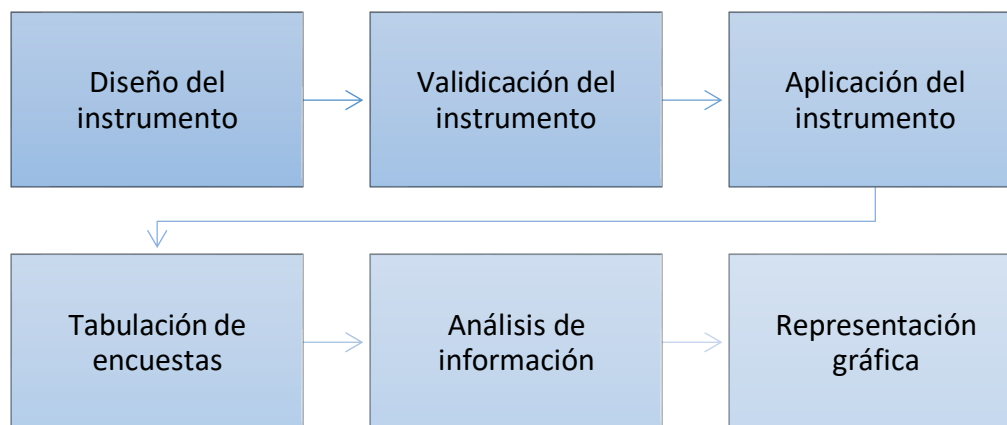 Diseño del
instrumento
Validicación del
instrumento
Aplicación del
instrumento
Tabulación de
encuestas
Análisis de
información
Representación
gráfica